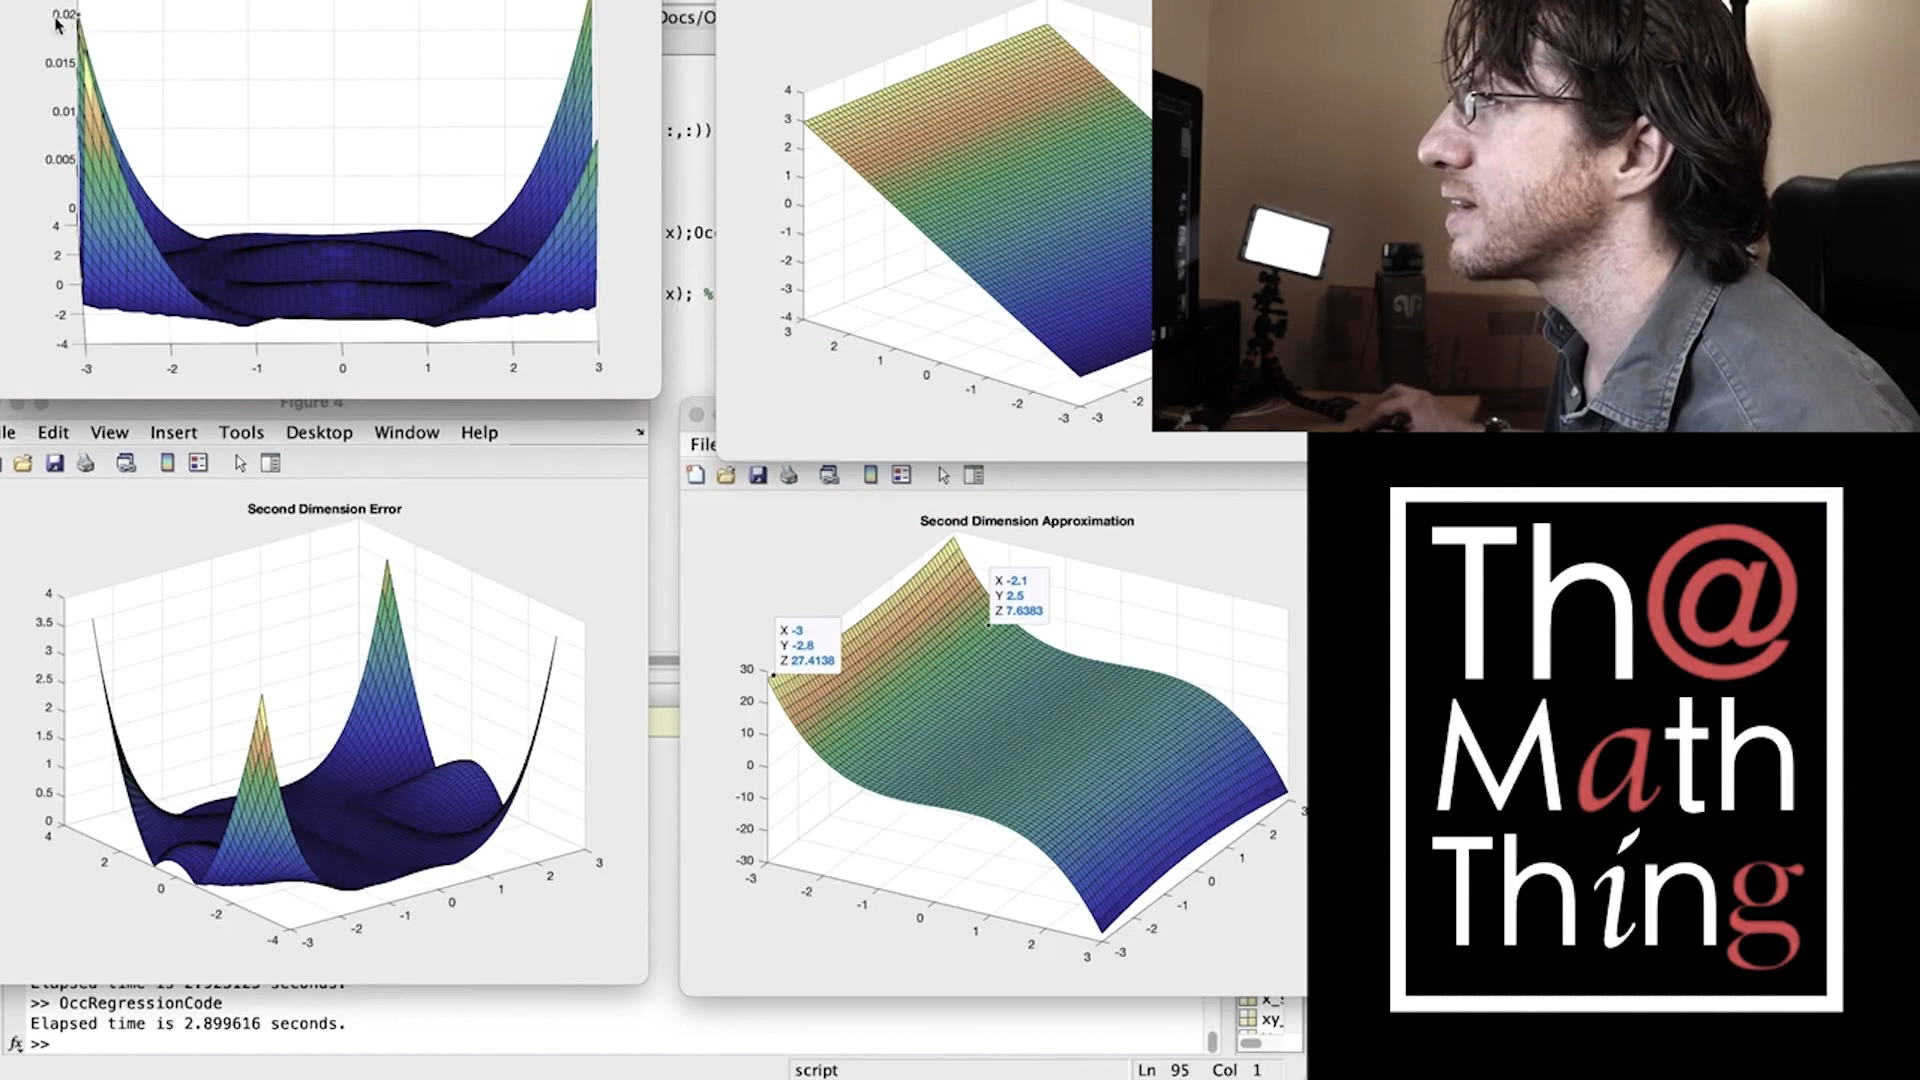 0.02
0.015
0.01
0.005
0
4
2
0
-2
-4
-3 -2 -1 0 1 2 3
Docs/O
:,:))
x);Occ
x); %
4
3
2
1
0
-1
-2
-3
-4
3
2
1
0
-1
-2
-3
-3
-2
Figure 4
Edit View Insert Tools Desktop Window Help
Second Dimension Error
4
3.5
3
2.5
2
1.5
1
0.5
0
4
2
0
-2
-4
-3
-2
-1
0
1
2
3
File
Second Dimension Approximation
X -2.1
Y 2.5
Z 7.6383
X -3
Y -2.8
Z 27.4138
30
20
10
0
-10
-20
-30
-3
-2
-1
0
1
2
3
-3
-2
-1
0
1
2
3
>> OccRegressionCode
Elapsed time is 2.899616 seconds.
fx >>
xy_
script
Ln 95 Col 1
Th@
Math
Thing